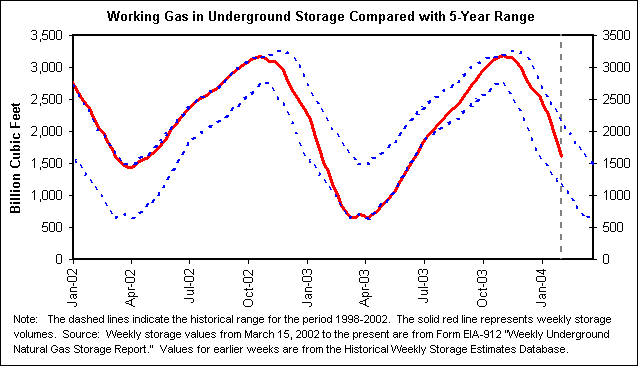 Working Gas in Underground Storage Compared with 5-Year Range
3,500
3,000
2,500
2,000
1,500
1,000
500
0
Billion Cubic Feet
3500
3000
2500
2000
1500
1000
500
0
Jan-02
Apr-02
Jul-02
Oct-02
Jan-03
Apr-03
Jul-03
Oct-03
Jan-04
Note: The dashed lines indicate the historical range for the period 1998-2002. The solid red line represents weekly storage
volumes. Source: Weekly storage values from March 15, 2002 to the present are from Form EIA-912 "Weekly Underground
Natural Gas Storage Report." Values for earlier weeks are from the Historical Weekly Storage Estimates Database.